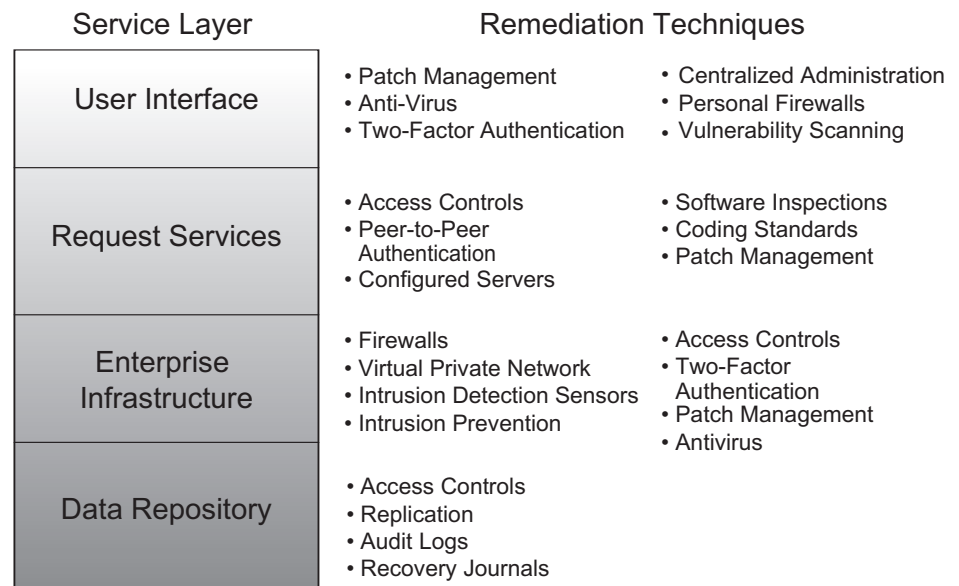 Service Layer
Remediation Techniques
User Interface
• Patch Management
• Anti-Virus
• Two-Factor Authentication
• Centralized Administration
• Personal Firewalls
• Vulnerability Scanning
Request Services
• Access Controls
• Peer-to-Peer
Authentication
• Configured Servers
• Software Inspections
• Coding Standards
• Patch Management
Enterprise
Infrastructure
• Firewalls
• Virtual Private Network
• Intrusion Detection Sensors
• Intrusion Prevention
• Access Controls
• Two-Factor
Authentication
• Patch Management
• Antivirus
Data Repository
• Access Controls
• Replication
• Audit Logs
• Recovery Journals